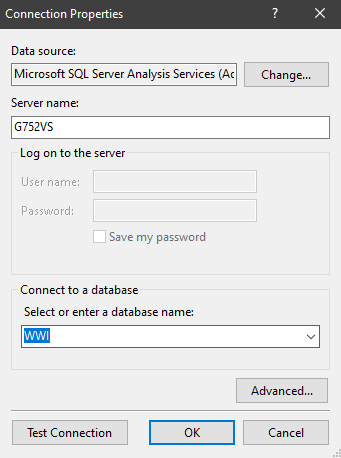 Connection Properties
Data source:
Microsoft SQL Server Analysis Services (Ac
Change...
Server name:
G752VS
Log on to the server
User name:
Password:
Save my password
Connect to a database
Select or enter a database name:
WWI
Advanced...
Test Connection
OK
Cancel